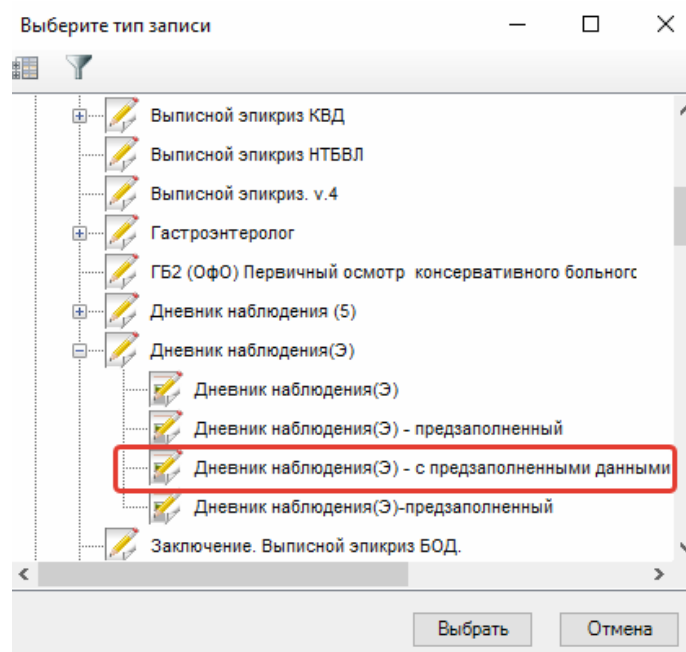 Выберите тип записи
Выписной эпикриз КВД
Выписной эпикриз НТБВЛ
Выписной эпикриз. v.4
Гастроэнтеролог
ГБ2 (ОфО) Первичный осмотр консервативного больного
Дневник наблюдения (5)
Дневник наблюдения(Э)
Дневник наблюдения(Э)
Дневник наблюдения(Э) - предзаполненный
Дневник наблюдения(Э) - с предзаполненными данными
Дневник наблюдения(Э)-предзаполненный
Заключение. Выписной эпикриз БОД.
Выбрать Отмена